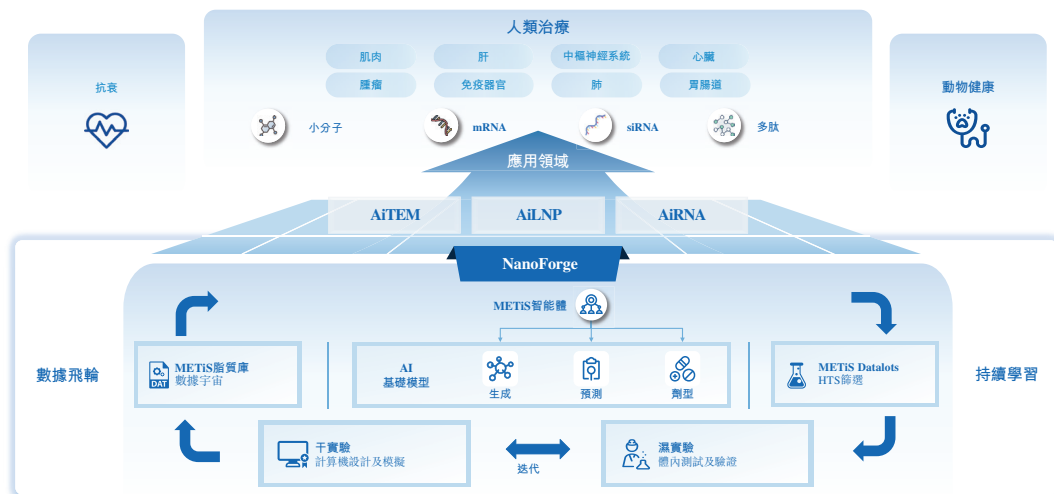 人類治療
肌肉
肝
中樞神經系統
心臟
腫瘤
免疫器官
肺
胃腸道
抗衰
動物健康
小分子
mRNA
siRNA
多肽
應用領域
AiTEM
AiLNP
AiRNA
NanoForge
METiS智能體
數據飛輪
METiS脂質庫
數據宇宙
DAT
AI
基礎模型
生成
預測
劑型
METiS Datalots
HTS篩選
持續學習
干實驗
計算機設計及模擬
迭代
濕實驗
體內測試及驗證